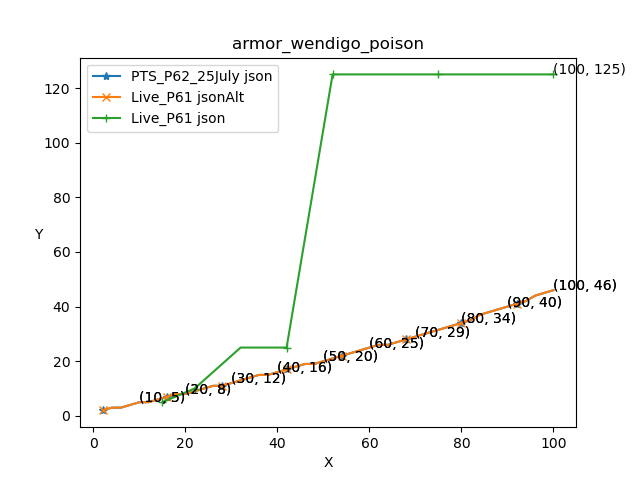 armor_wendigo_poison
PTS_P62_25July json
Live_P61 jsonAlt
Live_P61 json
(100, 125)
120
100
80
60
40
20
0
Y
(100, 46)
(90, 40)
(80, 34)
(70, 29)
(60, 25)
(50, 20)
(40, 16)
(30, 12)
(20, 8)
(10, 5)
0 20 40 60 80 100
X